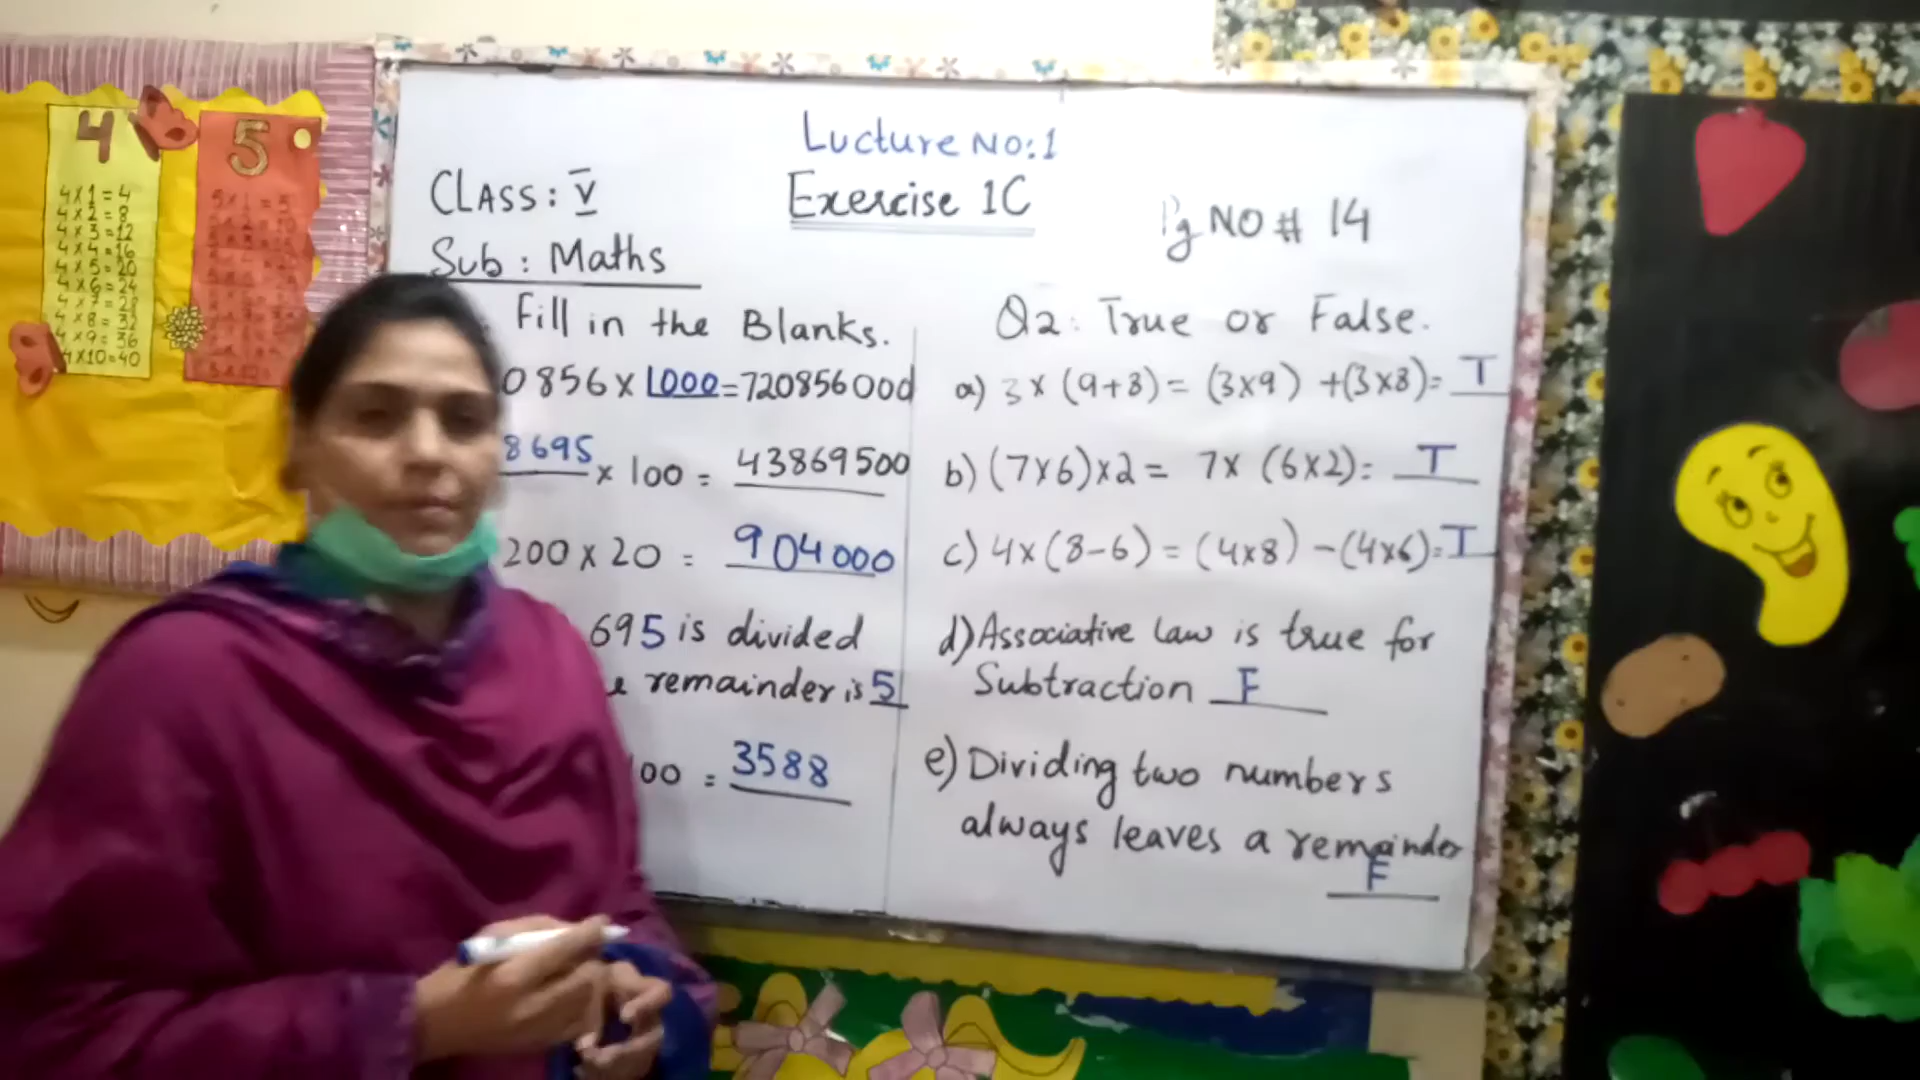 4
4x1=4
4x2=8
4x3=12
4x4=16
4x5=20
4x6=24
4x7=28
4x8=32
4x9=36
4x10=40
5
Lucture No:1
CLASS: V
Exercise 1C
Pg NO # 14
Sub : Maths
Fill in the Blanks.
0856 x 1000 = 720856000
8695 x 100 = 43869500
200 x 20 = 904000
695 is divided
remainder is 5
00 = 3588
Q2: True or False.
a) 3 x (9+8) = (3x9) +(3x8)= T
b) (7x6)x2 = 7x (6x2)= T
c) 4x(8-6) = (4x8) -(4x6)= T
d) Associative law is true for
Subtraction F
e) Dividing two numbers
always leaves a remainder
F